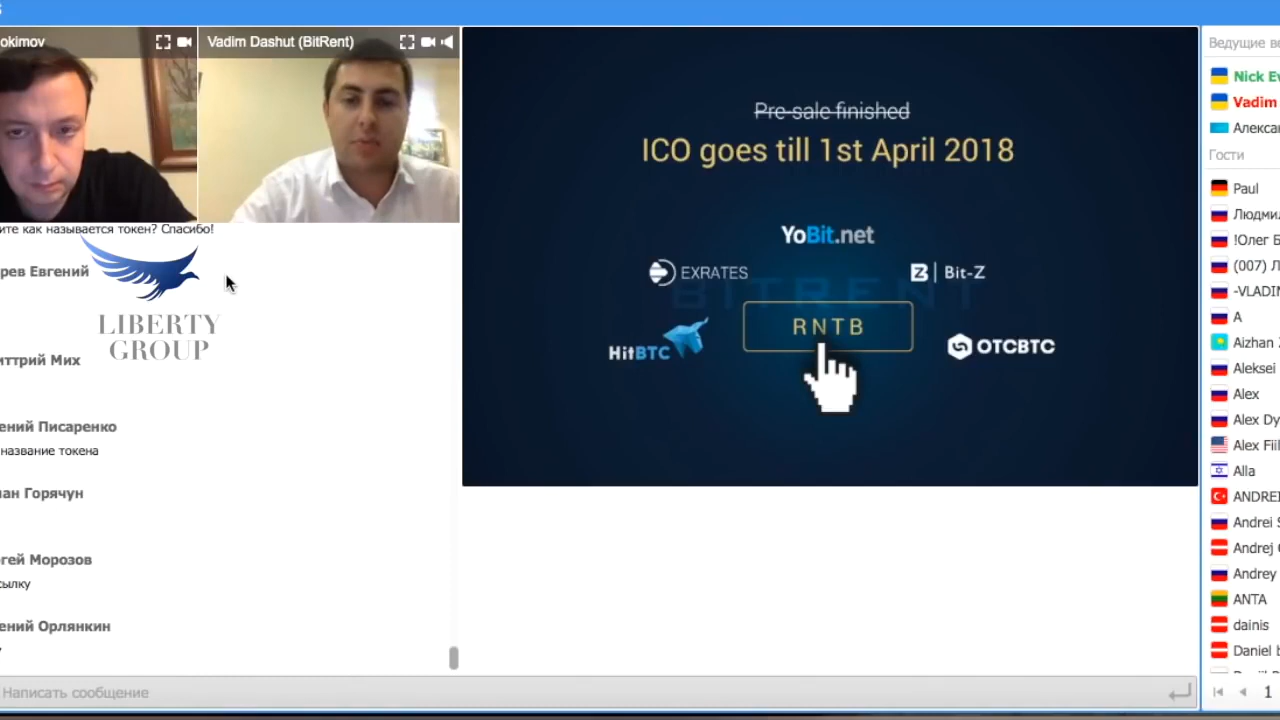 okimov
Vadim Dashut (BitRent)
ите как называется токен? Спасибо!
рев Евгений
LIBERTY
GROUP
иттрий Мих
ений Писаренко
название токена
ан Горячун
гей Морозов
сылку
ений Орлянкин
Написать сообщение
Pre-sale finished
ICO goes till 1st April 2018
YoBit.net
EXRATES
Bit-Z
BITRENT
RNTB
HitBTC
OTCBTC
Ведущие ве
Nick Ev
Vadim
Алекса
Гости
Paul
Людмил
!Олег Б
(007) Л
-VLADIM
A
Aizhan
Aleksei
Alex
Alex Dy
Alex Fiil
Alla
ANDREI
Andrei S
Andrej
Andrey
ANTA
dainis
Daniel b
1